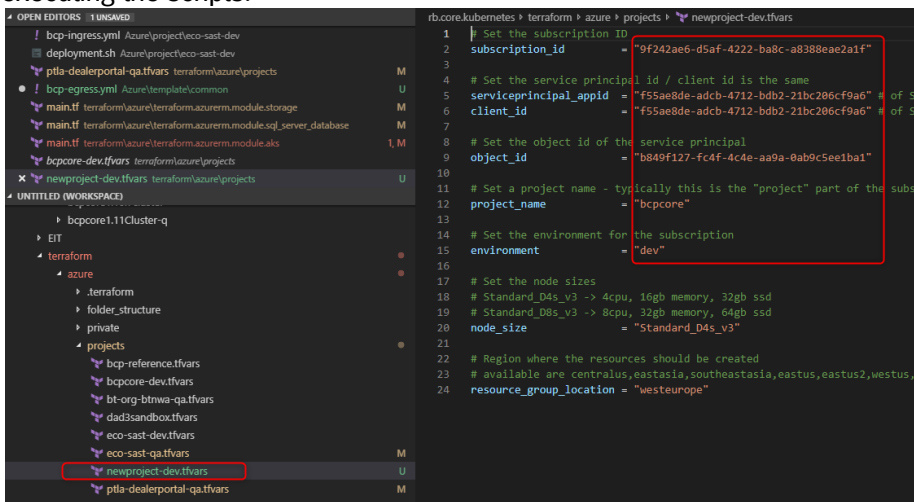 executing the Scripts.
OPEN EDITORS 1 UNSAVED
! bcp-ingress.yml Azure\project\eco-sast-dev
deployment.sh Azure\project\eco-sast-dev
ptla-dealerportal-qa.tfvars terraform\azure\projects M
! bcp-egress.yml Azure\template\common U
main.tf terraform\azure\terraform.azurerm.module.storage M
main.tf terraform\azure\terraform.azurerm.module.sql_server_database M
main.tf terraform\azure\terraform.azurerm.module.aks 1, M
bcpcore-dev.tfvars terraform\azure\projects
newproject-dev.tfvars terraform\azure\projects U
UNTITLED (WORKSPACE)
bcpcore1.11Cluster-q
EIT
terraform
azure
.terraform
folder_structure
private
projects
bcp-reference.tfvars
bcpcore-dev.tfvars
bt-org-btnwa-qa.tfvars
dad3sandbox.tfvars
eco-sast-dev.tfvars
eco-sast-qa.tfvars M
newproject-dev.tfvars U
ptla-dealerportal-qa.tfvars M
rb.core.kubernetes ▸ terraform ▸ azure ▸ projects ▸ newproject-dev.tfvars
1 # Set the subscription ID
2 subscription_id = "9f242ae6-d5af-4222-ba8c-a8388eae2a1f"
3
4 # Set the service principal id / client id is the same
5 serviceprincipal_appid = "f55ae8de-adcb-4712-bdb2-21bc206cf9a6" # of S
6 client_id = "f55ae8de-adcb-4712-bdb2-21bc206cf9a6" # of S
7
8 # Set the object id of the service principal
9 object_id = "b849f127-fc4f-4c4e-aa9a-0ab9c5ee1ba1"
10
11 # Set a project name - typically this is the "project" part of the subs
12 project_name = "bcpcore"
13
14 # Set the environment for the subscription
15 environment = "dev"
16
17 # Set the node sizes
18 # Standard_D4s_v3 -> 4cpu, 16gb memory, 32gb ssd
19 # Standard_D8s_v3 -> 8cpu, 32gb memory, 64gb ssd
20 node_size = "Standard_D4s_v3"
21
22 # Region where the resources should be created
23 # available are centralus,eastasia,southeastasia,eastus,eastus2,westus,
24 resource_group_location = "westeurope"